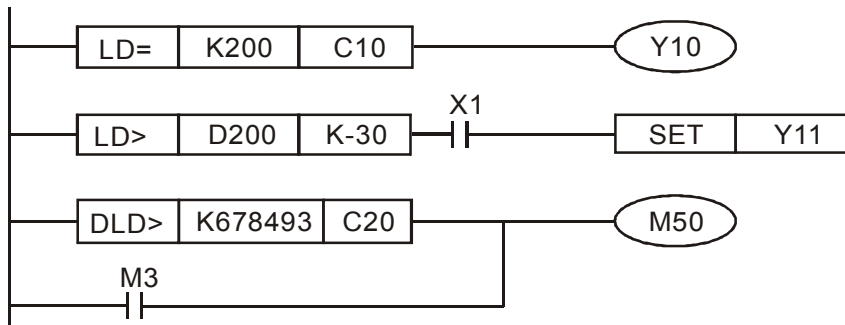 LD= K200 C10 Y10
X1
LD> D200 K-30 SET Y11
DLD> K678493 C20 M50
M3